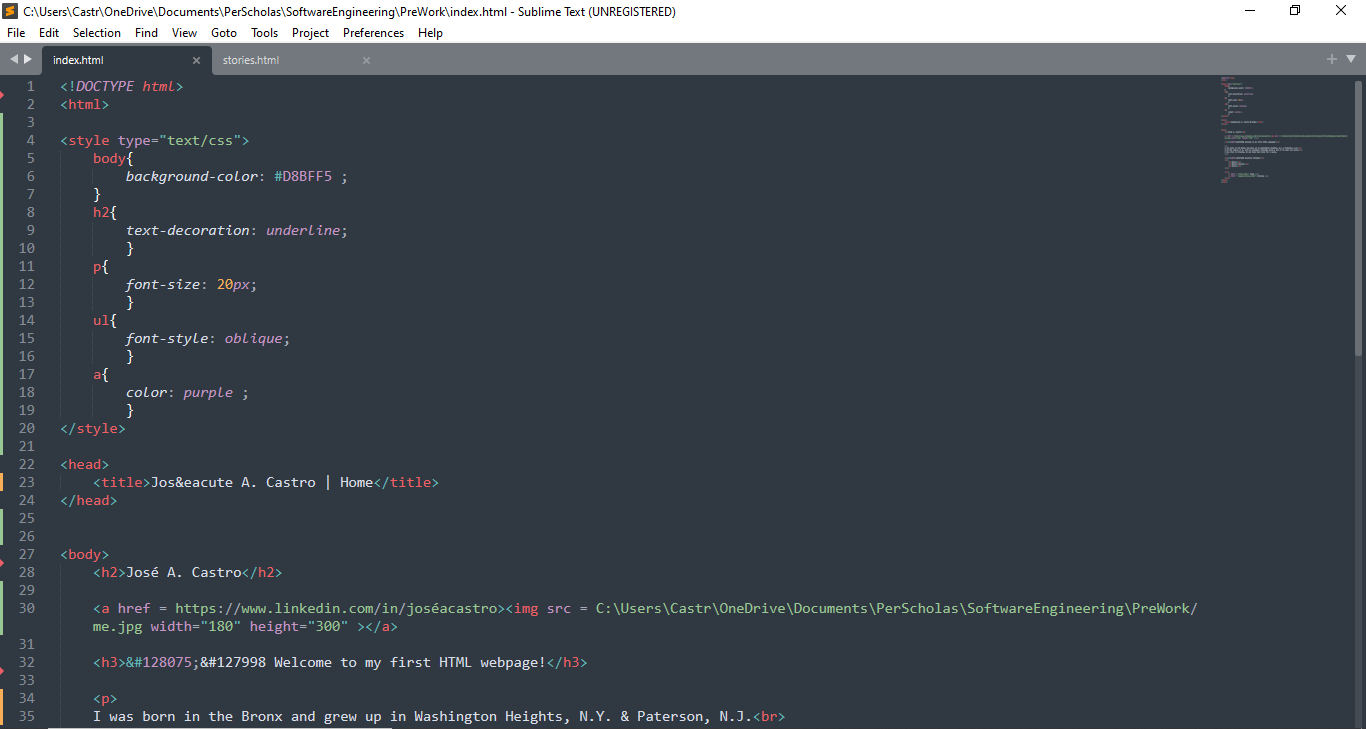 C:\Users\Castr\OneDrive\Documents\PerScholas\SoftwareEngineering\PreWork\index.html - Sublime Text (UNREGISTERED)
File Edit Selection Find View Goto Tools Project Preferences Help
index.html × stories.html ×
1 <!DOCTYPE html>
2 <html>
3
4 <style type="text/css">
5 body{
6 background-color: #D8BFF5 ;
7 }
8 h2{
9 text-decoration: underline;
10 }
11 p{
12 font-size: 20px;
13 }
14 ul{
15 font-style: oblique;
16 }
17 a{
18 color: purple ;
19 }
20 </style>
21
22 <head>
23 <title>Jos&eacute A. Castro | Home</title>
24 </head>
25
26
27 <body>
28 <h2>José A. Castro</h2>
29
30 <a href = https://www.linkedin.com/in/joséacastro><img src = C:\Users\Castr\OneDrive\Documents\PerScholas\SoftwareEngineering\PreWork/
me.jpg width="180" height="300" ></a>
31
32 <h3>&#128075;&#127998 Welcome to my first HTML webpage!</h3>
33
34 <p>
35 I was born in the Bronx and grew up in Washington Heights, N.Y. & Paterson, N.J.<br>